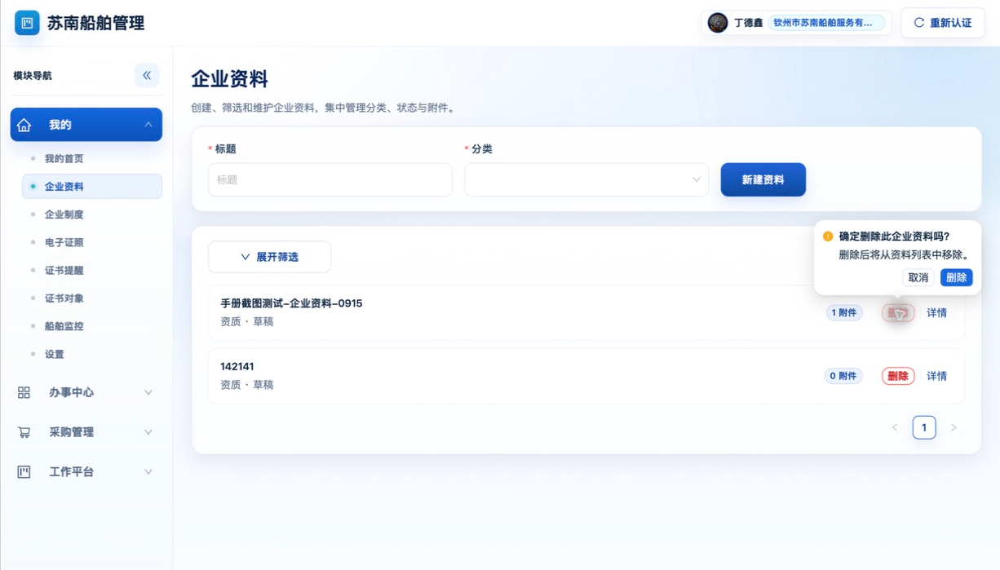 苏南船舶管理
丁德鑫 钦州市苏南船舶服务有...
重新认证
模块导航
我的
我的首页
企业资料
企业制度
电子证照
证书提醒
证书对象
船舶监控
设置
办事中心
采购管理
工作平台
企业资料
创建、筛选和维护企业资料，集中管理分类、状态与附件。
* 标题
* 分类
标题
新建资料
展开筛选
确定删除此企业资料吗?
删除后将从资料列表中移除。
取消 删除
手册截图测试-企业资料-0915
资质 · 草稿
1 附件 详情
142141
资质 · 草稿
0 附件 删除 详情
1